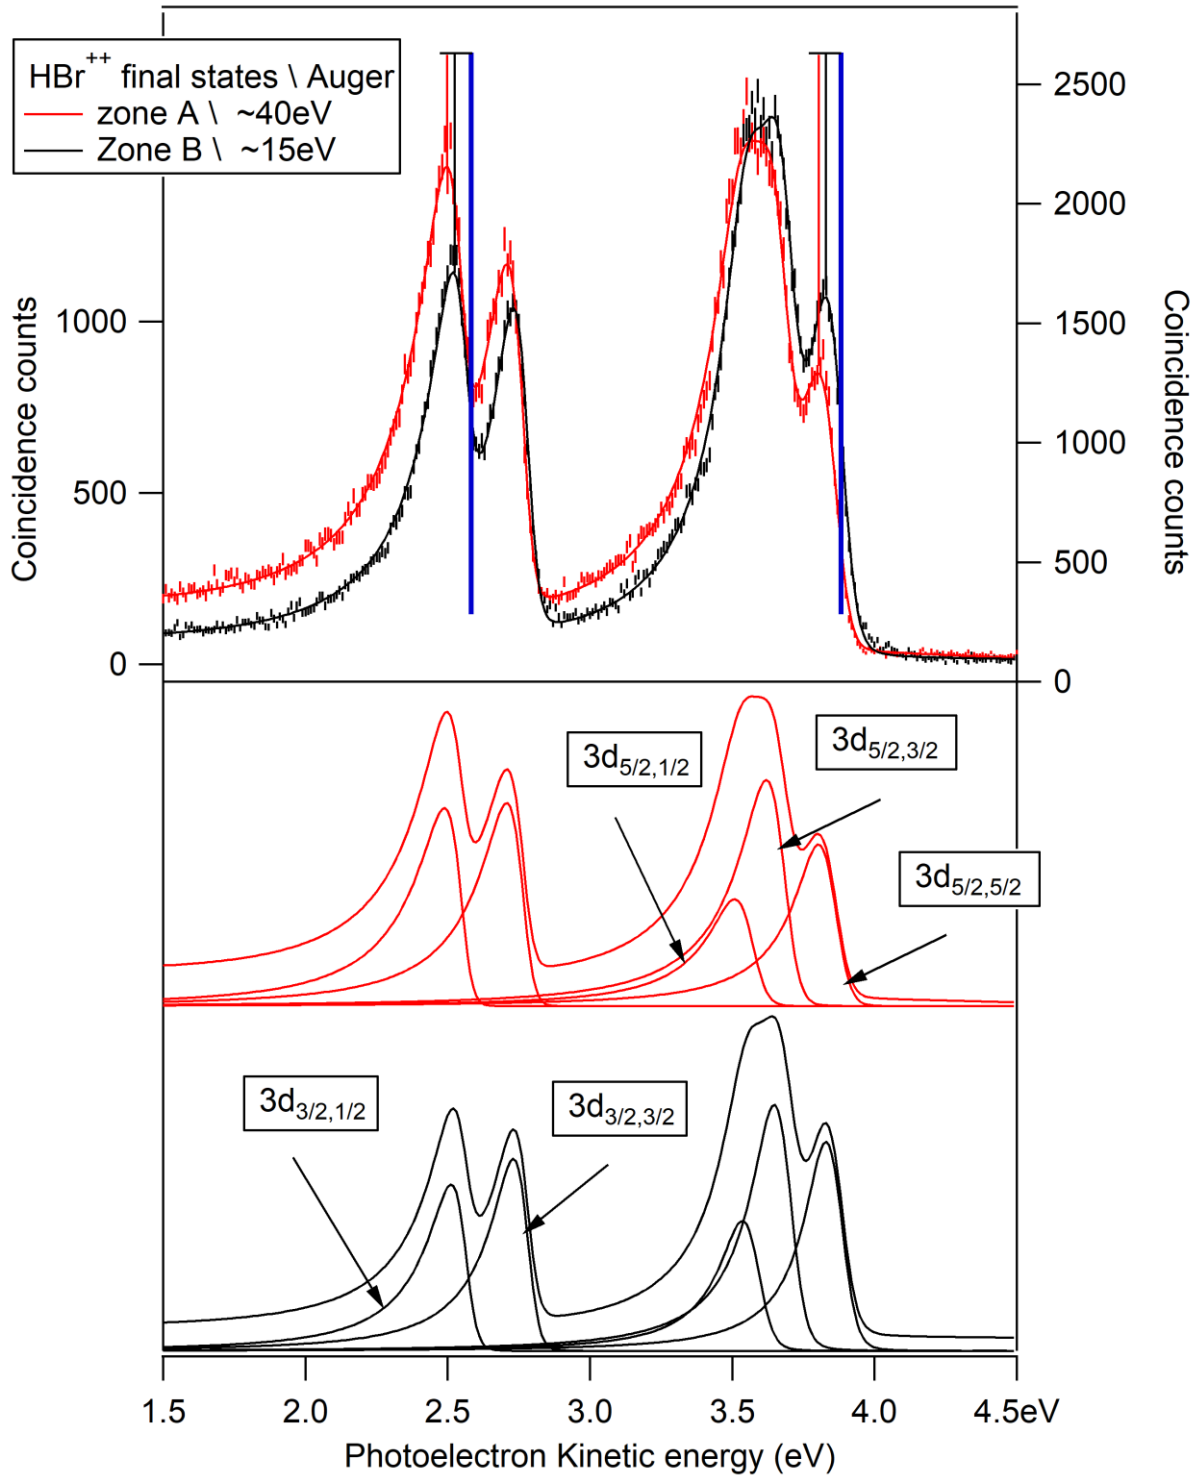 HBr++ final states \ Auger
zone A \ ~40eV
Zone B \ ~15eV
2500
2000
1500
1000
500
0
Coincidence counts
1000
500
0
Coincidence counts
3d5/2,1/2
3d5/2,3/2
3d5/2,5/2
3d3/2,1/2
3d3/2,3/2
1.5
2.0
2.5
3.0
3.5
4.0
4.5eV
Photoelectron Kinetic energy (eV)